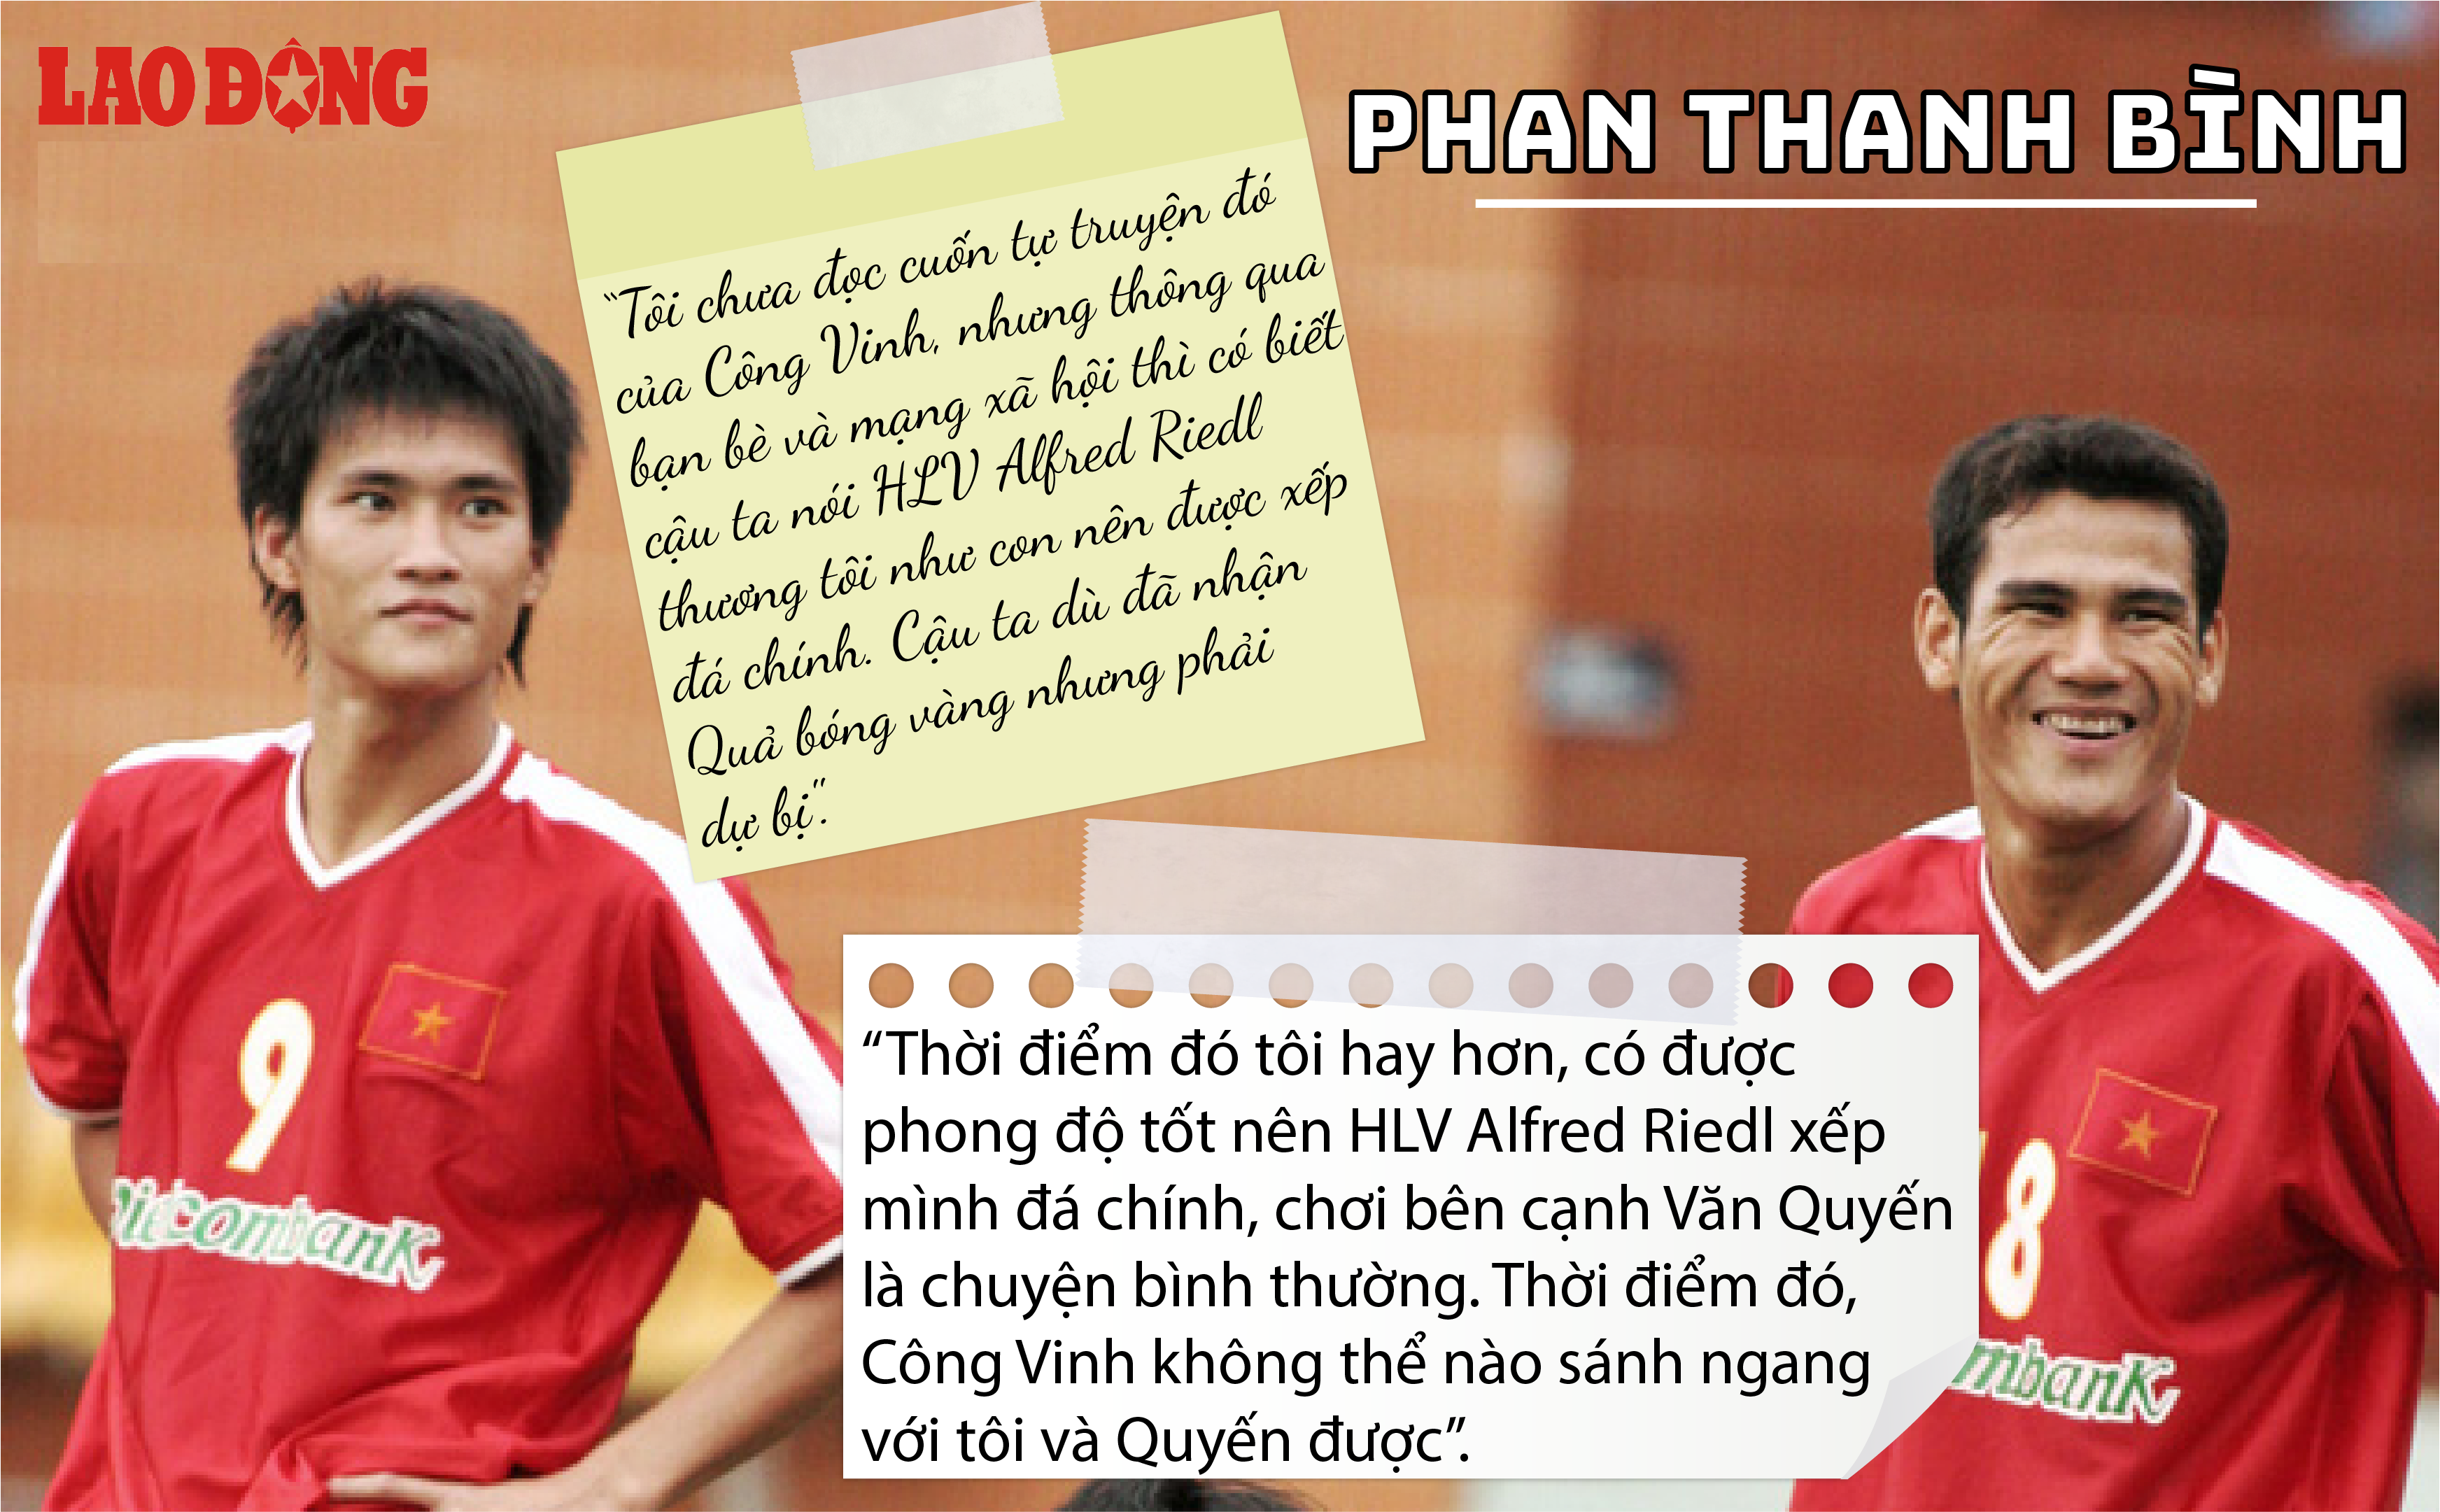 LAO ĐỘNG
PHAN THANH BÌNH
“Tôi chưa đọc cuốn tự truyện đó
của Công Vinh, nhưng thông qua
bạn bè và mạng xã hội thì có biết
cậu ta nói HLV Alfred Riedl
thương tôi như con nên được xếp
đá chính. Cậu ta dù đã nhận
Quả bóng vàng nhưng phải
dự bị”.
“Thời điểm đó tôi hay hơn, có được
phong độ tốt nên HLV Alfred Riedl xếp
mình đá chính, chơi bên cạnh Văn Quyến
là chuyện bình thường. Thời điểm đó,
Công Vinh không thể nào sánh ngang
với tôi và Quyến được”.
9
Vietcombank
8
mbank